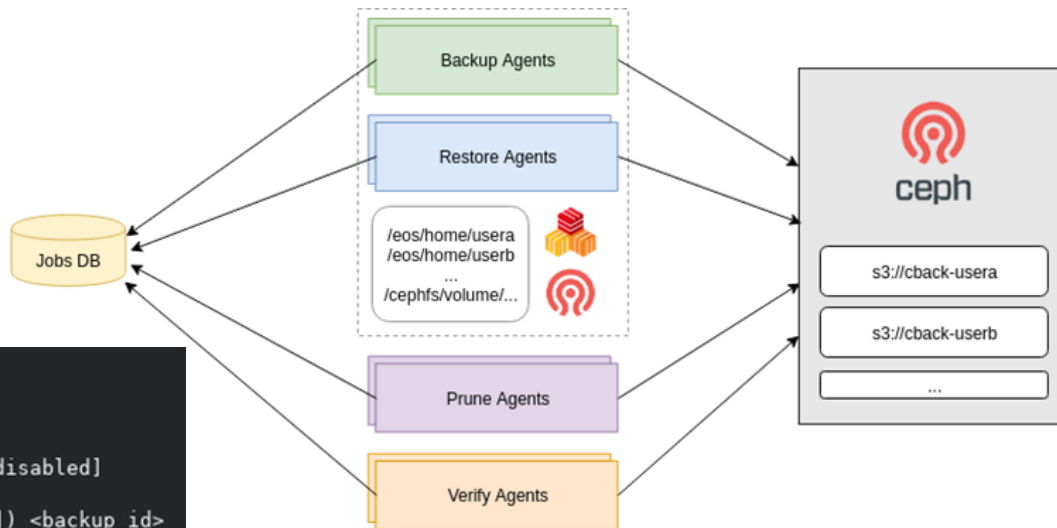 Backup Agents
Restore Agents
/eos/home/usera
/eos/home/userb
...
/cephfs/volume/...
Jobs DB
Prune Agents
Verify Agents
ceph
s3://cback-usera
s3://cback-userb
...
disabled]
]) <backup id>